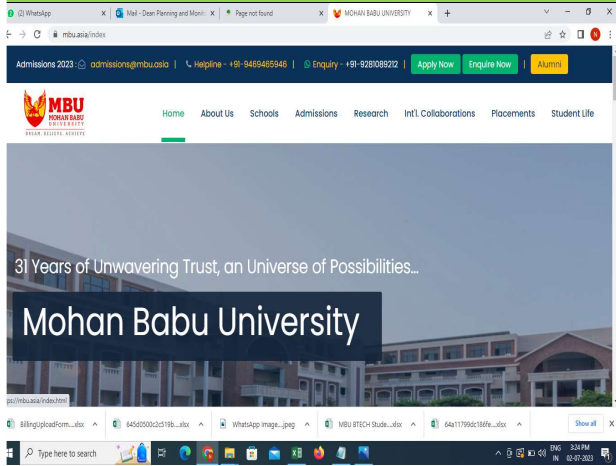 (2) WhatsApp
Mail - Dean Planning and Monito
Page not found
MOHAN BABU UNIVERSITY
mbu.asia/index
Admissions 2023 : admissions@mbu.asia | Helpline - +91-9469465946 | Enquiry - +91-9281089212 | Apply Now Enquire Now | Alumni
MBU
MOHAN BABU
UNIVERSITY
DREAM. BELIEVE. ACHIEVE
Home About Us Schools Admissions Research Int'l. Collaborations Placements Student Life
31 Years of Unwavering Trust, an Universe of Possibilities...
Mohan Babu University
ps://mbu.asia/index.html
BillingUploadForm....xlsx
645d0500c2c519b....xlsx
WhatsApp Image....jpeg
MBU BTECH Stude....xlsx
64a11799dc186fe....xlsx
Show all
Type here to search
ENG
IN
3:24 PM
02-07-2023